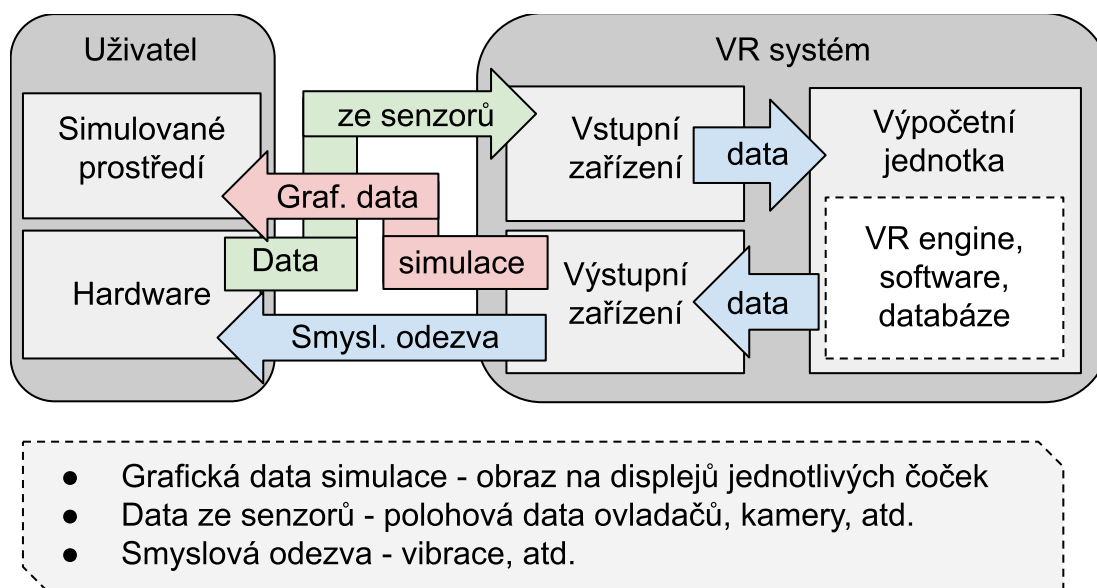 Uživatel
Simulované
prostředí
Hardware
ze senzorů
Graf. data
Data
simulace
Smysl. odezva
VR systém
Vstupní
zařízení
data
Výpočetní
jednotka
Výstupní
zařízení
data
VR engine,
software,
databáze
● Grafická data simulace - obraz na displejů jednotlivých čoček
● Data ze senzorů - polohová data ovladačů, kamery, atd.
● Smyslová odezva - vibrace, atd.